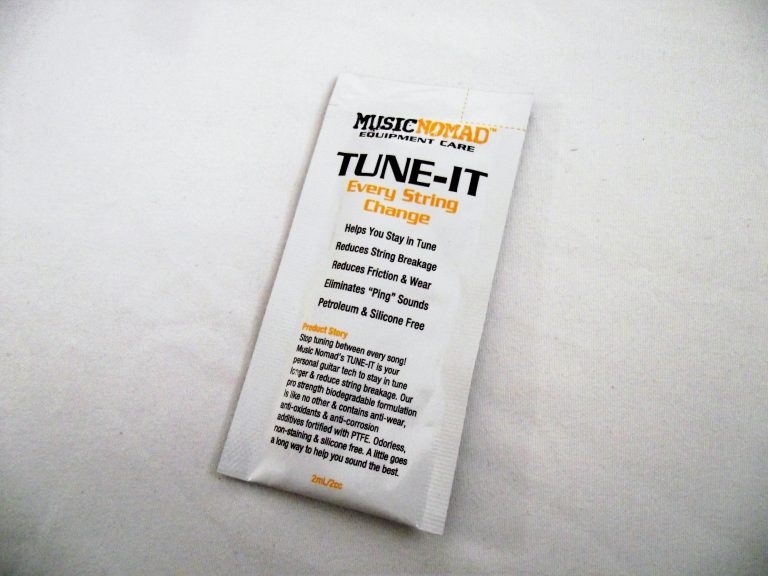 MUSICNOMAD™
EQUIPMENT CARE
TUNE-IT
Every String
Change
Helps You Stay in Tune
Reduces String Breakage
Reduces Friction & Wear
Eliminates "Ping" Sounds
Petroleum & Silicone Free
Product Story
Stop tuning between every song!
Music Nomad's TUNE-IT is your
personal guitar tech to stay in tune
longer & reduce string breakage. Our
pro strength biodegradable formulation
is like no other & contains anti-wear,
anti-oxidants & anti-corrosion
additives fortified with PTFE. Odorless,
non-staining & silicone free. A little goes
a long way to help you sound the best.
2mL/2cc